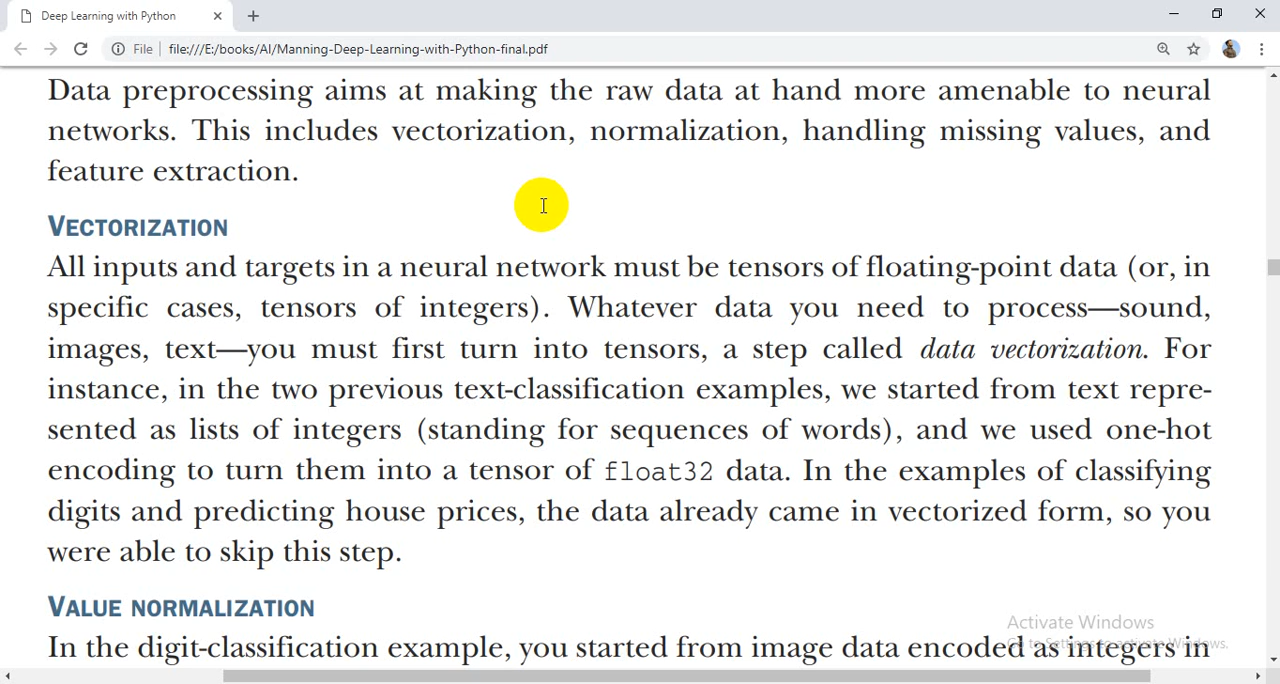 Deep Learning with Python
File
file:///E:/books/AI/Manning-Deep-Learning-with-Python-final.pdf
Data preprocessing aims at making the raw data at hand more amenable to neural
networks. This includes vectorization, normalization, handling missing values, and
feature extraction.
VECTORIZATION
All inputs and targets in a neural network must be tensors of floating-point data (or, in
specific cases, tensors of integers). Whatever data you need to process—sound,
images, text—you must first turn into tensors, a step called data vectorization. For
instance, in the two previous text-classification examples, we started from text repre-
sented as lists of integers (standing for sequences of words), and we used one-hot
encoding to turn them into a tensor of float32 data. In the examples of classifying
digits and predicting house prices, the data already came in vectorized form, so you
were able to skip this step.
VALUE NORMALIZATION
Activate Windows
Go to Settings to activate Windows.
In the digit-classification example, you started from image data encoded as integers in